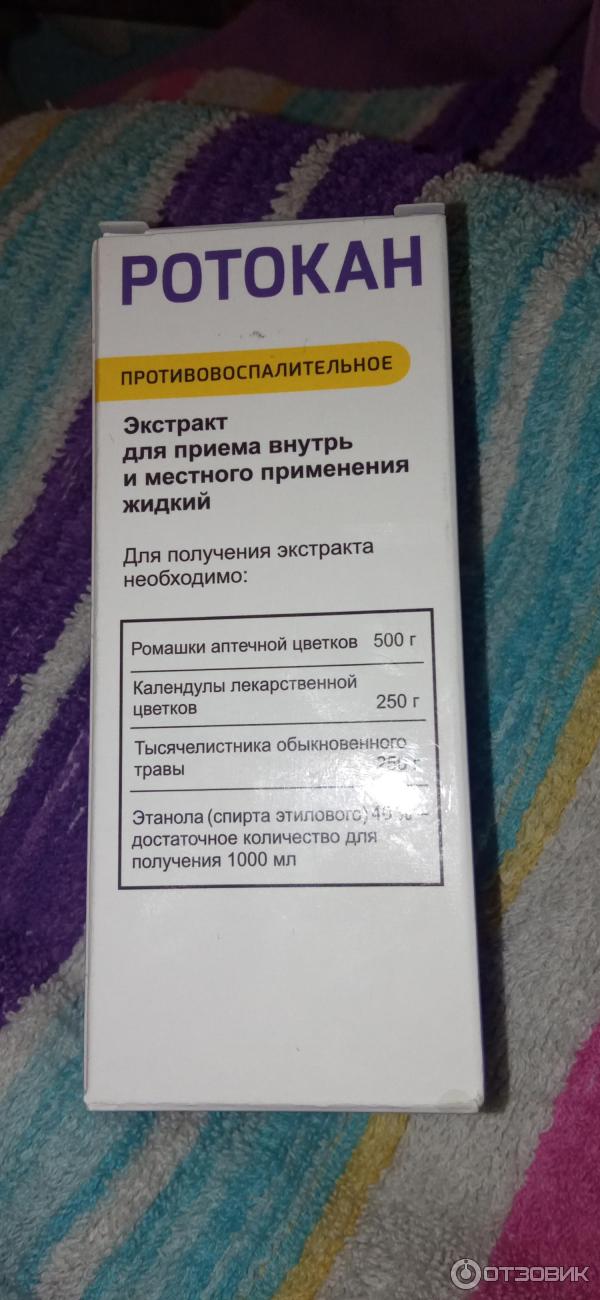 РОТОКАН
ПРОТИВОВОСПАЛИТЕЛЬНОЕ
Экстракт
для приема внутрь
и местного применения
жидкий
Для получения экстракта
необходимо:
Ромашки аптечной цветков 500 г
Календулы лекарственной
цветков 250 г
Тысячелистника обыкновенного
травы 250 г
Этанола (спирта этилового) –
достаточное количество для
получения 1000 мл
ОТЗОВИК